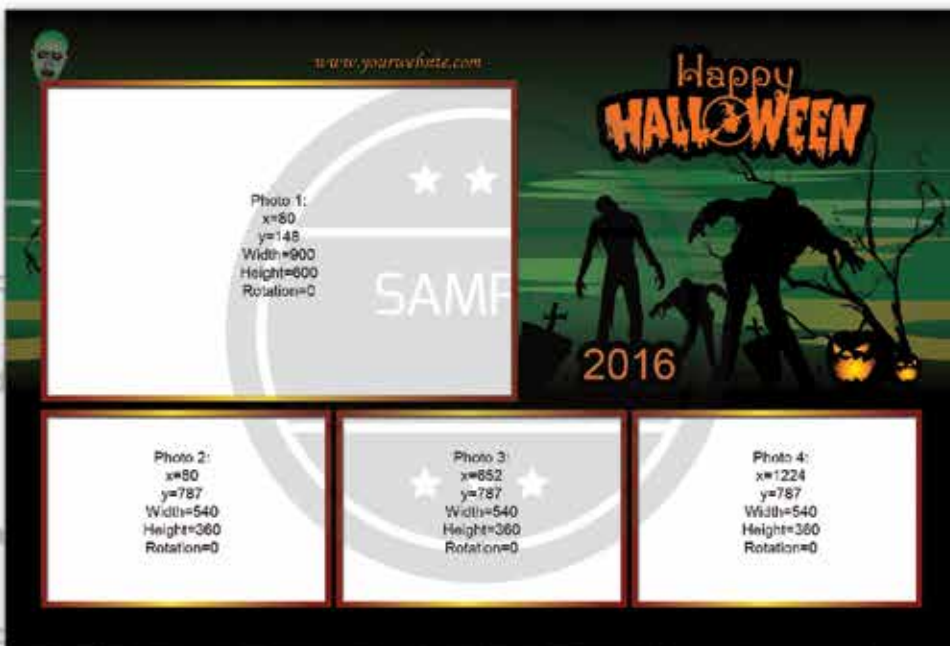 www.yourwebsite.com
Happy
HALLOWEEN
Photo 1:
x=80
y=148
Width=900
Height=600
Rotation=0
SAMP
2016
Photo 2:
x=80
y=787
Width=540
Height=360
Rotation=0
Photo 3:
x=652
y=787
Width=540
Height=360
Rotation=0
Photo 4:
x=1224
y=787
Width=540
Height=360
Rotation=0